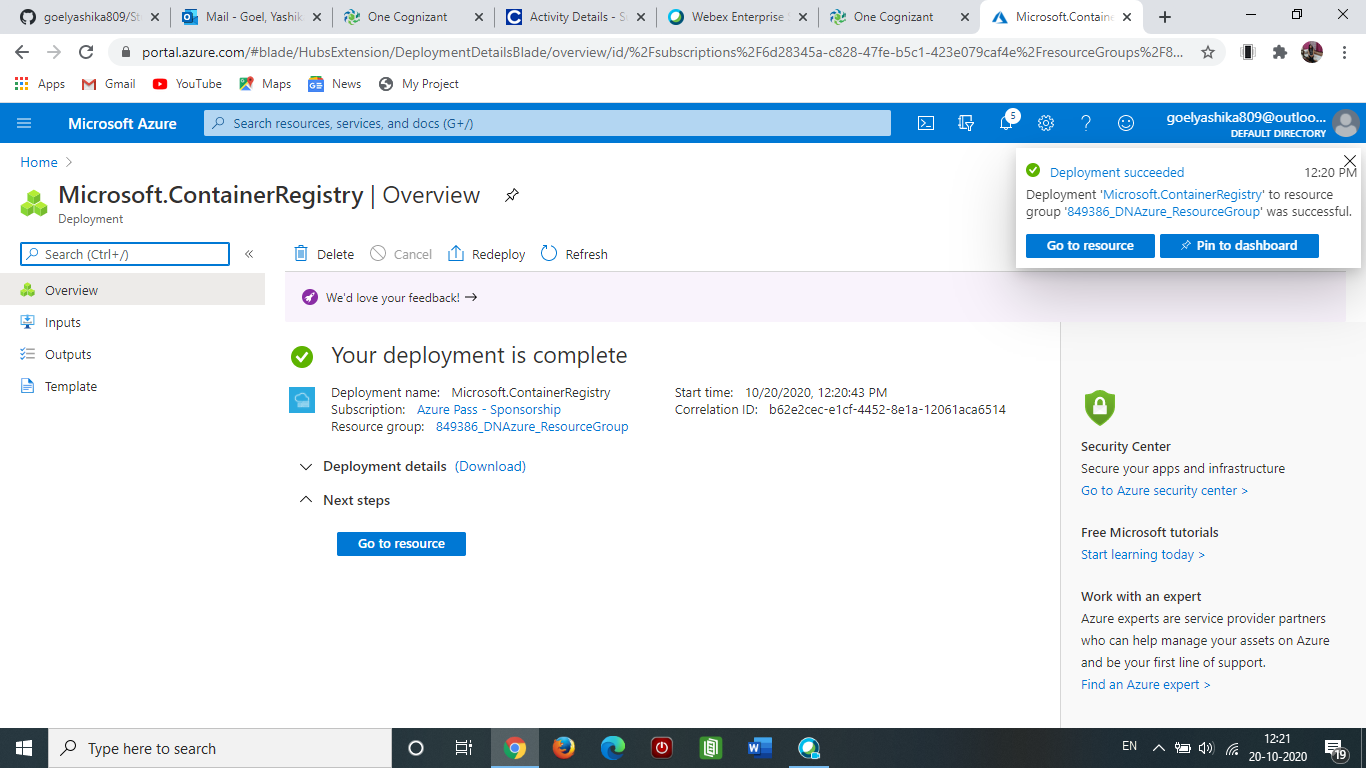 goelyashika809/St
Mail - Goel, Yashik
One Cognizant
Activity Details - S
Webex Enterprise
One Cognizant
Microsoft.Containe
portal.azure.com/#blade/HubsExtension/DeploymentDetailsBlade/overview/id/%2Fsubscriptions%2F6d28345a-c828-47fe-b5c1-423e079caf4e%2FresourceGroups%2F8...
Apps
Gmail
YouTube
Maps
News
My Project
Microsoft Azure
Search resources, services, and docs (G+/)
5
goelyashika809@outloo...
DEFAULT DIRECTORY
Home
Microsoft.ContainerRegistry | Overview
Deployment
Deployment succeeded
12:20 PM
Deployment 'Microsoft.ContainerRegistry' to resource
group '849386_DNAzure_ResourceGroup' was successful.
Go to resource
Pin to dashboard
Search (Ctrl+/)
«
Delete
Cancel
Redeploy
Refresh
Overview
Inputs
Outputs
Template
We'd love your feedback! →
Your deployment is complete
Deployment name: Microsoft.ContainerRegistry
Subscription: Azure Pass - Sponsorship
Resource group: 849386_DNAzure_ResourceGroup
Start time: 10/20/2020, 12:20:43 PM
Correlation ID: b62e2cec-e1cf-4452-8e1a-12061aca6514
Deployment details (Download)
Next steps
Go to resource
Security Center
Secure your apps and infrastructure
Go to Azure security center >
Free Microsoft tutorials
Start learning today >
Work with an expert
Azure experts are service provider partners
who can help manage your assets on Azure
and be your first line of support.
Find an Azure expert >
Type here to search
EN
12:21
20-10-2020
19